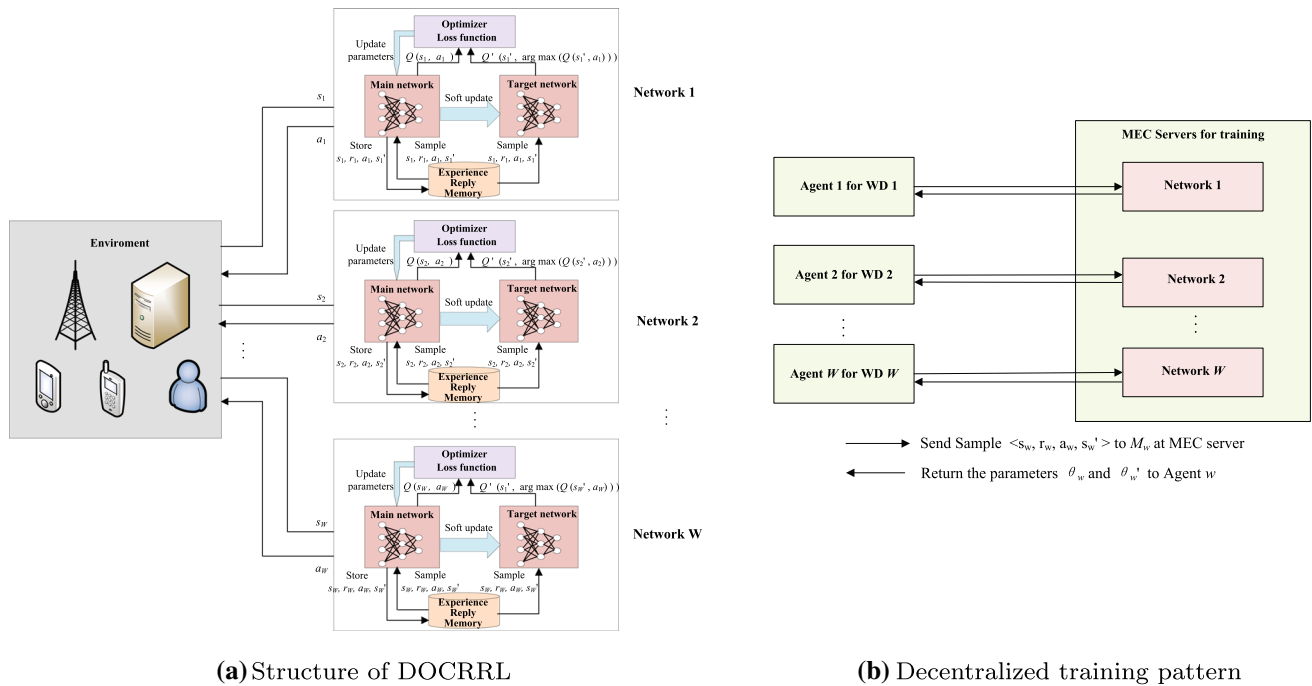 Optimizer
Loss function
Update
parameters
Q (s1, a1)
Q' (s1', arg max (Q (s1', a1) ) )
Main network
Target network
Soft update
Network 1
s1
a1
Store
Sample
Sample
s1, r1, a1, s1'
s1, r1, a1, s1'
s1, r1, a1, s1'
Experience
Reply
Memory
Enviroment
Optimizer
Loss function
Update
parameters
Q (s2, a2)
Q' (s2', arg max (Q (s2', a2) ) )
Main network
Target network
Soft update
Network 2
s2
a2
Store
Sample
Sample
s2, r2, a2, s2'
s2, r2, a2, s2'
s2, r2, a2, s2'
Experience
Reply
Memory
Optimizer
Loss function
Update
parameters
Q (sW, aW)
Q' (s1', arg max (Q (sW', aW) ) )
Main network
Target network
Soft update
Network W
sW
aW
Store
Sample
Sample
sW, rW, aW, sW'
sW, rW, aW, sW'
sW, rW, aW, sW'
Experience
Reply
Memory
(a) Structure of DOCRRL
MEC Servers for training
Agent 1 for WD 1
Network 1
Agent 2 for WD 2
Network 2
Agent W for WD W
Network W
Send Sample <sw, rw, aw, sw' > to Mw at MEC server
Return the parameters θw and θw' to Agent w
(b) Decentralized training pattern